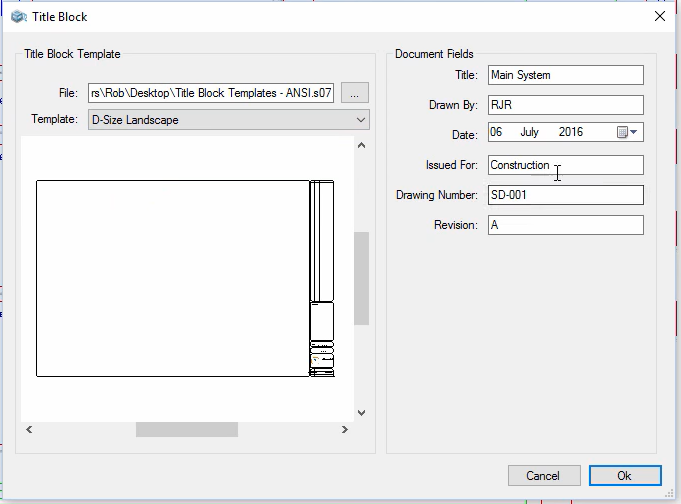 Title Block
Title Block Template
File: rs\Rob\Desktop\Title Block Templates - ANSI.s07 ...
Template: D-Size Landscape
Document Fields
Title: Main System
Drawn By: RJR
Date: 06 July 2016
Issued For: Construction
Drawing Number: SD-001
Revision: A
Cancel Ok